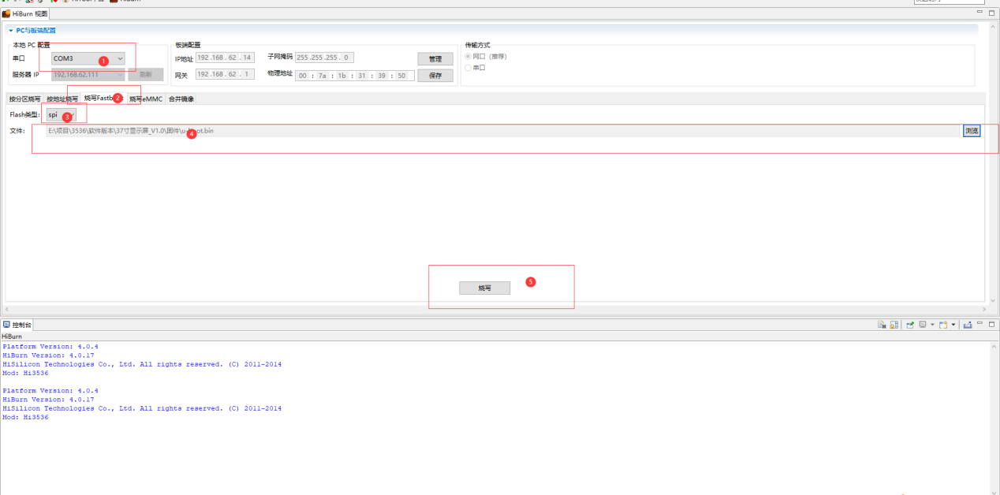 HiBurn 视图
PC与板端配置
本地 PC 配置 板端配置 传输方式
串口 COM3 1 IP地址 192 .168 . 62 . 14 子网掩码 255 .255 .255 . 0 管理 网口（推荐）
服务器 IP 192.168.62.111 刷新 网关 192 .168 . 62 . 1 物理地址 00 : 7a : 1b : 31 : 39 : 50 保存 串口
按分区烧写 按地址烧写 烧写Fastb 2 烧写eMMC 合并镜像
Flash类型: spi 3
文件: E:\项目\3536\软件版本\37寸显示屏_V1.0\固件\u-boot.bin 4 浏览
烧写 5
控制台
HiBurn
Platform Version: 4.0.4
HiBurn Version: 4.0.17
HiSilicon Technologies Co., Ltd. All rights reserved. (C) 2011-2014
Mod: Hi3536
Platform Version: 4.0.4
HiBurn Version: 4.0.17
HiSilicon Technologies Co., Ltd. All rights reserved. (C) 2011-2014
Mod: Hi3536